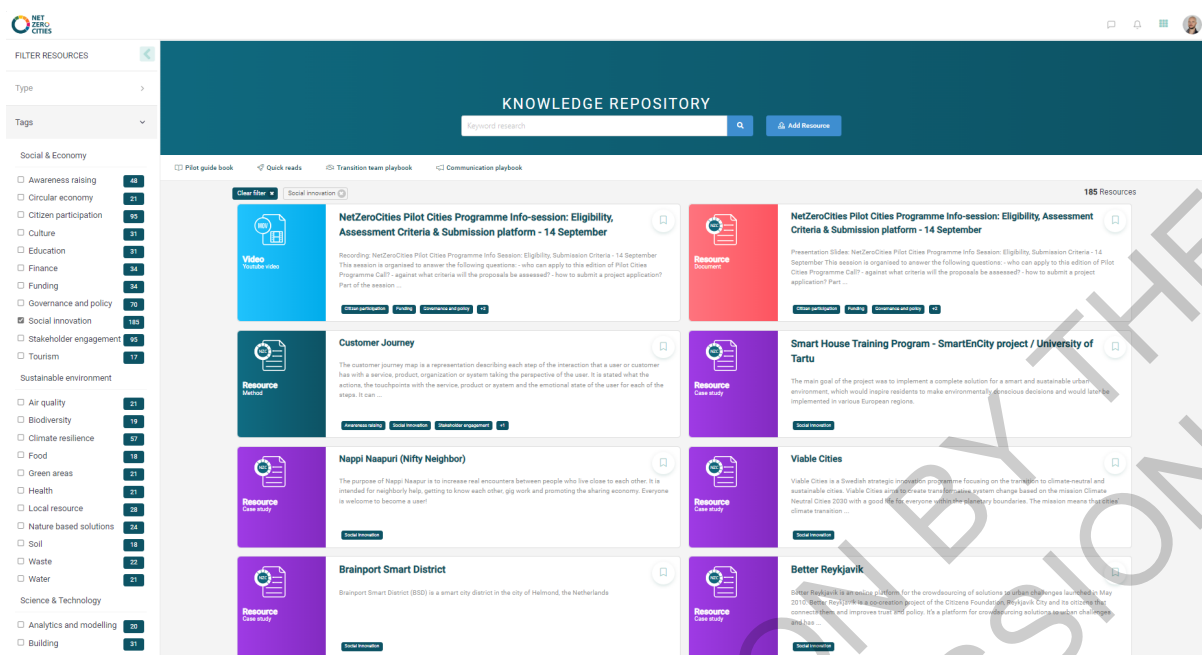 NET
ZERO
CITIES
FILTER RESOURCES
Type
Tags
Social & Economy
Awareness raising 48
Circular economy 21
Citizen participation 95
Culture 31
Education 31
Finance 34
Funding 34
Governance and policy 70
Social innovation 185
Stakeholder engagement 95
Tourism 17
Sustainable environment
Air quality 21
Biodiversity 19
Climate resilience 57
Food 18
Green areas 21
Health 21
Local resource 28
Nature based solutions 24
Soil 18
Waste 22
Water 21
Science & Technology
Analytics and modelling 20
Building 31
KNOWLEDGE REPOSITORY
Keyword research
Add Resource
Pilot guide book Quick reads Transition team playbook Communication playbook
Clear filter Social innovation
185 Resources
Video
Youtube video
NetZeroCities Pilot Cities Programme Info-session: Eligibility,
Assessment Criteria & Submission platform - 14 September
Recording: NetZeroCities Pilot Cities Programme Info Session: Eligibility, Submission Criteria - 14 September
This session is organised to answer the following questions: - who can apply to this edition of Pilot Cities
Programme Call? - against what criteria will the proposals be assessed? - how to submit a project application?
Part of the session ...
Citizen participation Funding Governance and policy +2
Resource
Document
NetZeroCities Pilot Cities Programme Info-session: Eligibility, Assessment
Criteria & Submission platform - 14 September
Presentation Slides: NetZeroCities Pilot Cities Programme Info Session: Eligibility, Submission Criteria - 14
September This session is organised to answer the following questions: - who can apply to this edition of Pilot
Cities Programme Call? - against what criteria will the proposals be assessed? - how to submit a project
application? Part ...
Citizen participation Funding Governance and policy +2
Resource
Method
Customer Journey
The customer journey map is a representation describing each step of the interaction that a user or customer
has with a service, product, organization or system taking the perspective of the user. It is stated what the
actions, the touchpoints with the service, product or system and the emotional state of the user for each of the
steps. It can ...
Awareness raising Social innovation Stakeholder engagement +1
Resource
Case study
Smart House Training Program - SmartEnCity project / University of
Tartu
The main goal of the project was to implement a complete solution for a smart and sustainable urban
environment, which would inspire residents to make environmentally conscious decisions and would later be
implemented in various European regions.
Social innovation
Resource
Case study
Nappi Naapuri (Nifty Neighbor)
The purpose of Nappi Naapur is to increase real encounters between people who live close to each other. It is
intended for neighborly help, getting to know each other, gig work and promoting the sharing economy. Everyone
is welcome to become a user!
Social innovation
Resource
Case study
Viable Cities
Viable Cities is a Swedish strategic innovation programme focusing on the transition to climate-neutral and
sustainable cities. Viable Cities aims to create transformative system change based on the mission Climate
Neutral Cities 2030 with a good life for everyone within the planetary boundaries. The mission means that cities'
climate transition ...
Social innovation
Resource
Case study
Brainport Smart District
Brainport Smart District (BSD) is a smart city district in the city of Helmond, the Netherlands
Social innovation
Resource
Case study
Better Reykjavik
Better Reykjavik is an online platform for the crowdsourcing of solutions to urban challenges launched in May
2010. Better Reykjavik is a co-creation project of the Citizens Foundation, Reykjavik City and its citizens that
connects them and improves trust and policy. It's a platform for crowdsourcing solutions to urban challenges
and has ...
Social innovation
ON BY THE
SSION